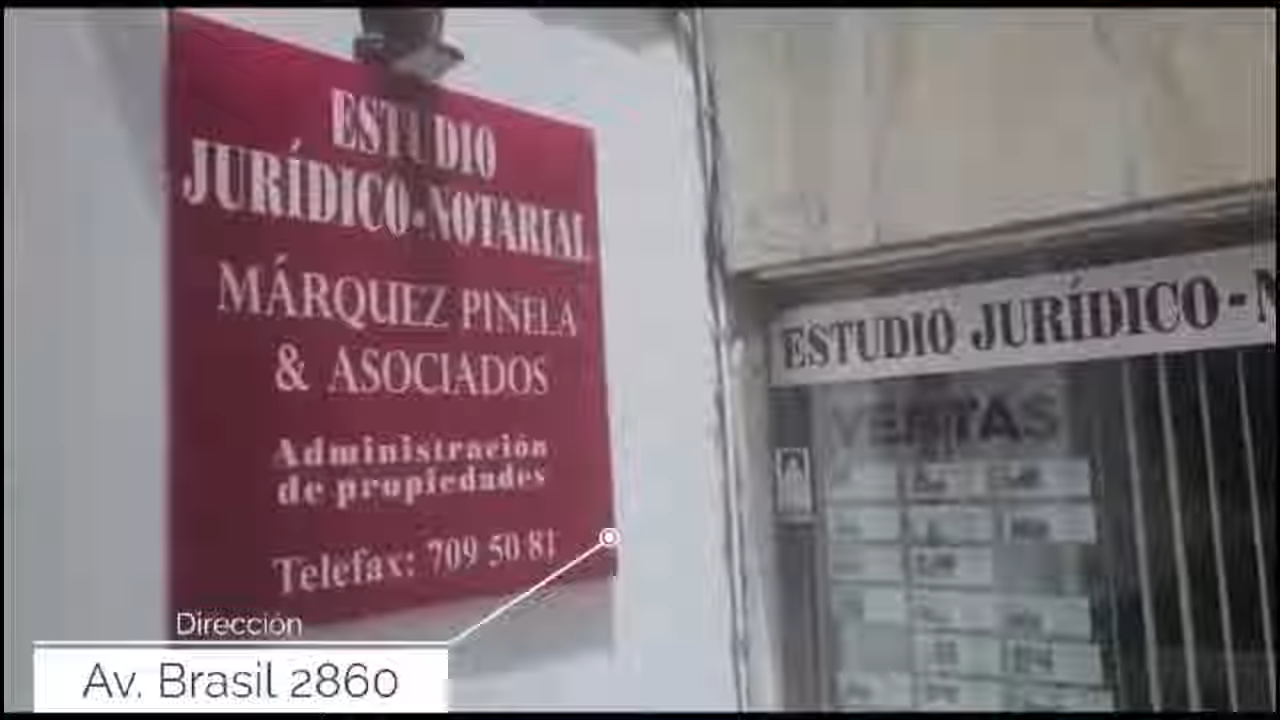 ESTUDIO
JURÍDICO-NOTARIAL
MÁRQUEZ PINELA
& ASOCIADOS
Administración
de propiedades
Telefax: 709 50 81
ESTUDIO JURÍDICO-N
VENTAS
Dirección
Av. Brasil 2860